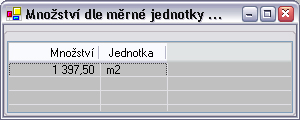 Množství dle měrné jednotky ...
Množství Jednotka
1 397,50 m2